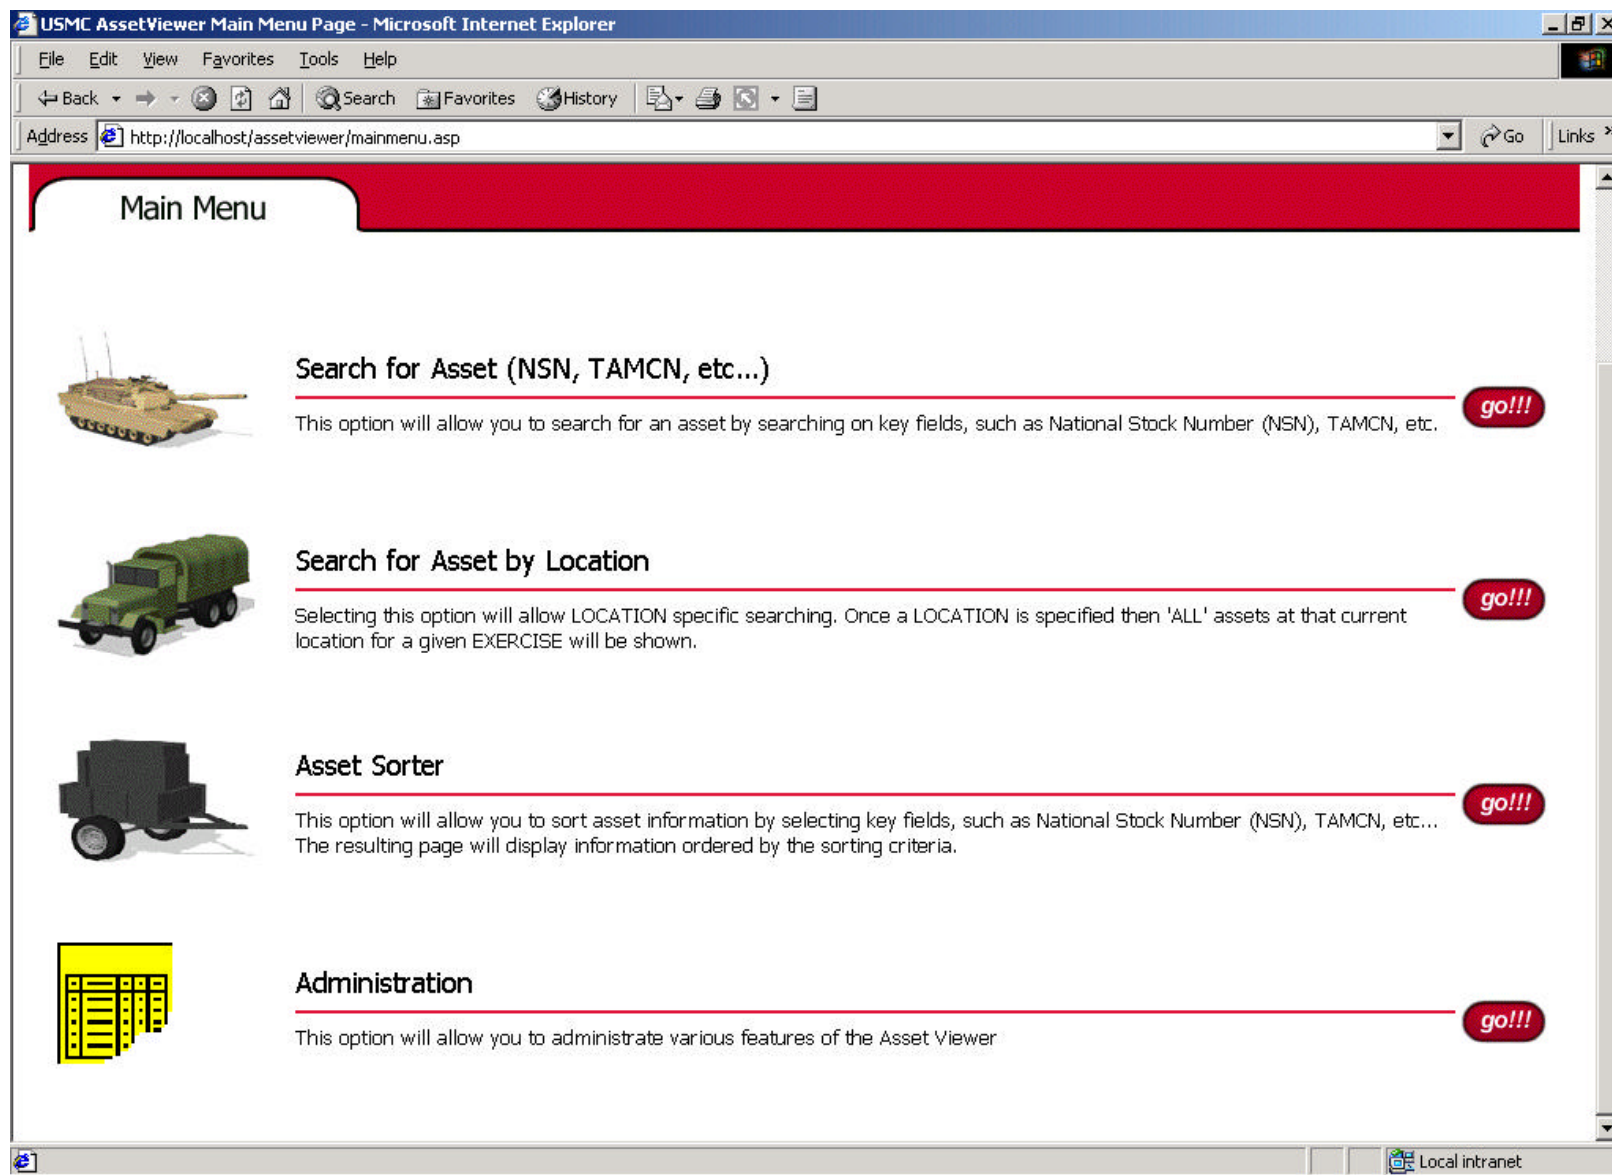 USMC AssetViewer Main Menu Page - Microsoft Internet Explorer
File Edit View Favorites Tools Help
Back Search Favorites History
Address http://localhost/assetviewer/mainmenu.asp Go Links »
Main Menu
Search for Asset (NSN, TAMCN, etc...)
go!!!
This option will allow you to search for an asset by searching on key fields, such as National Stock Number (NSN), TAMCN, etc.
Search for Asset by Location
go!!!
Selecting this option will allow LOCATION specific searching. Once a LOCATION is specified then 'ALL' assets at that current
location for a given EXERCISE will be shown.
Asset Sorter
go!!!
This option will allow you to sort asset information by selecting key fields, such as National Stock Number (NSN), TAMCN, etc...
The resulting page will display information ordered by the sorting criteria.
Administration
go!!!
This option will allow you to administrate various features of the Asset Viewer
Local intranet